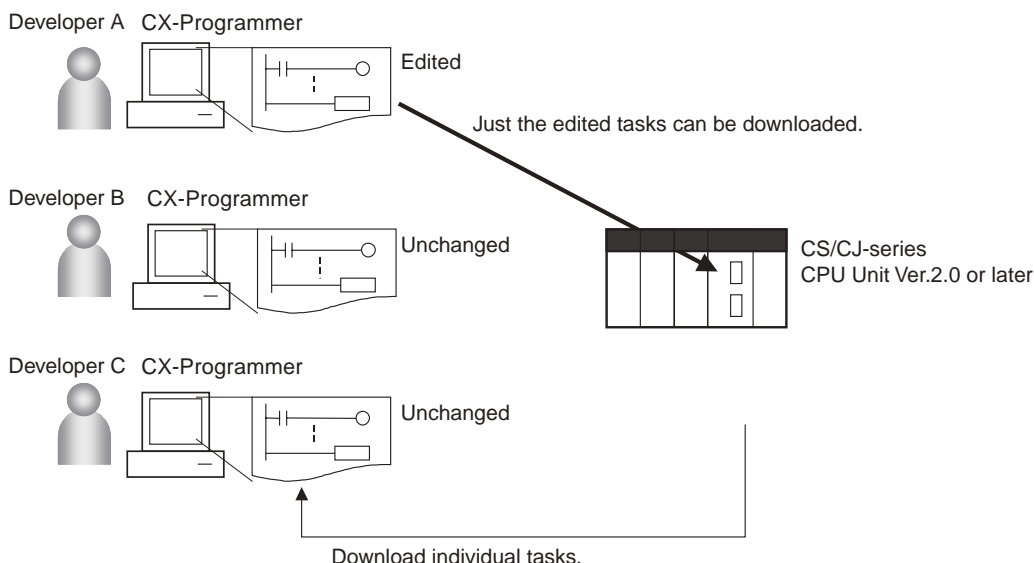 Developer A CX-Programmer
Edited
Just the edited tasks can be downloaded.
Developer B CX-Programmer
Unchanged
CS/CJ-series
CPU Unit Ver.2.0 or later
Developer C CX-Programmer
Unchanged
Download individual tasks.